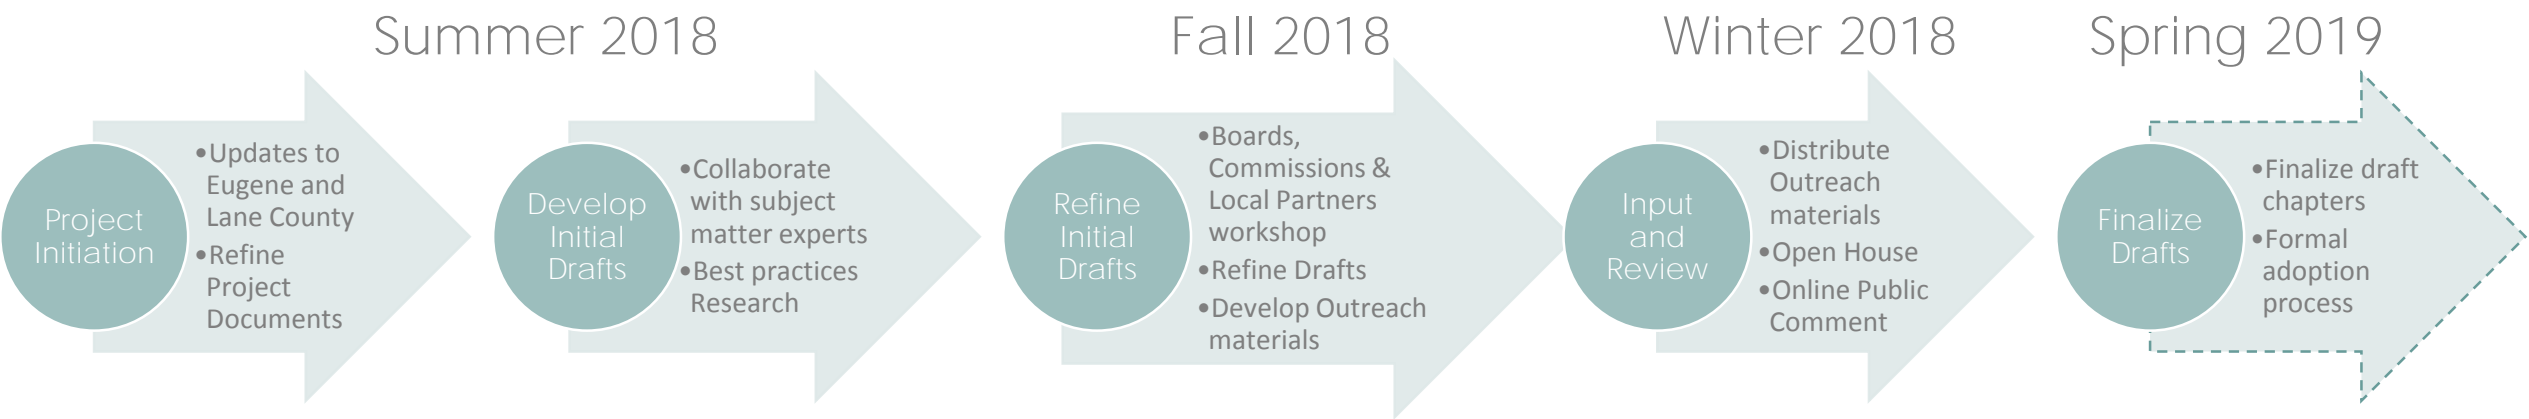 Summer 2018
Fall 2018
Winter 2018
Spring 2019
Project
Initiation
•Updates to
Eugene and
Lane County
•Refine
Project
Documents
Develop
Initial
Drafts
•Collaborate
with subject
matter experts
•Best practices
Research
Refine
Initial
Drafts
•Boards,
Commissions &
Local Partners
workshop
•Refine Drafts
•Develop Outreach
materials
Input
and
Review
•Distribute
Outreach
materials
•Open House
•Online Public
Comment
Finalize
Drafts
•Finalize draft
chapters
•Formal
adoption
process